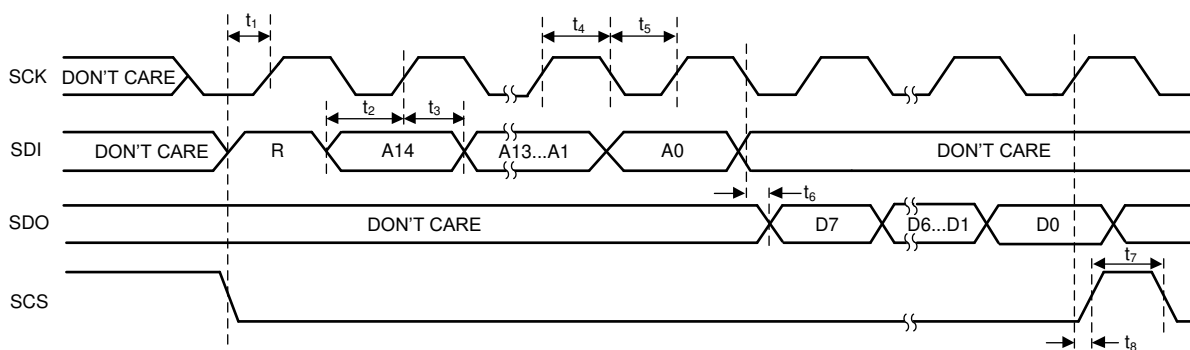 t1 t4 t5
SCK DON'T CARE
t2 t3
SDI DON'T CARE R A14 A13...A1 A0 DON'T CARE
t6
SDO DON'T CARE D7 D6...D1 D0
t7
SCS
t8